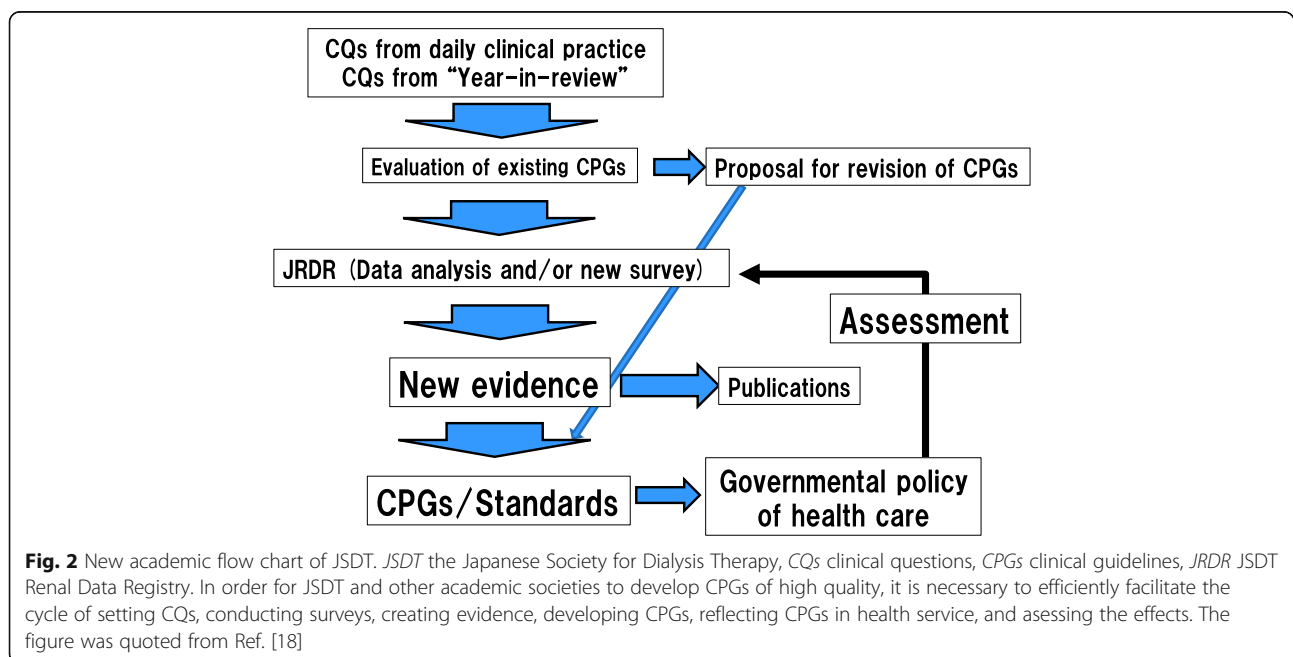 CQs from daily clinical practice
CQs from “Year-in-review”
Evaluation of existing CPGs
Proposal for revision of CPGs
JRDR (Data analysis and/or new survey)
Assessment
New evidence
Publications
CPGs/Standards
Governmental policy
of health care
Fig. 2 New academic flow chart of JSDT. JSDT the Japanese Society for Dialysis Therapy, CQs clinical questions, CPGs clinical guidelines, JRDR JSDT
Renal Data Registry. In order for JSDT and other academic societies to develop CPGs of high quality, it is necessary to efficiently facilitate the
cycle of setting CQs, conducting surveys, creating evidence, developing CPGs, reflecting CPGs in health service, and asessing the effects. The
figure was quoted from Ref. [18]